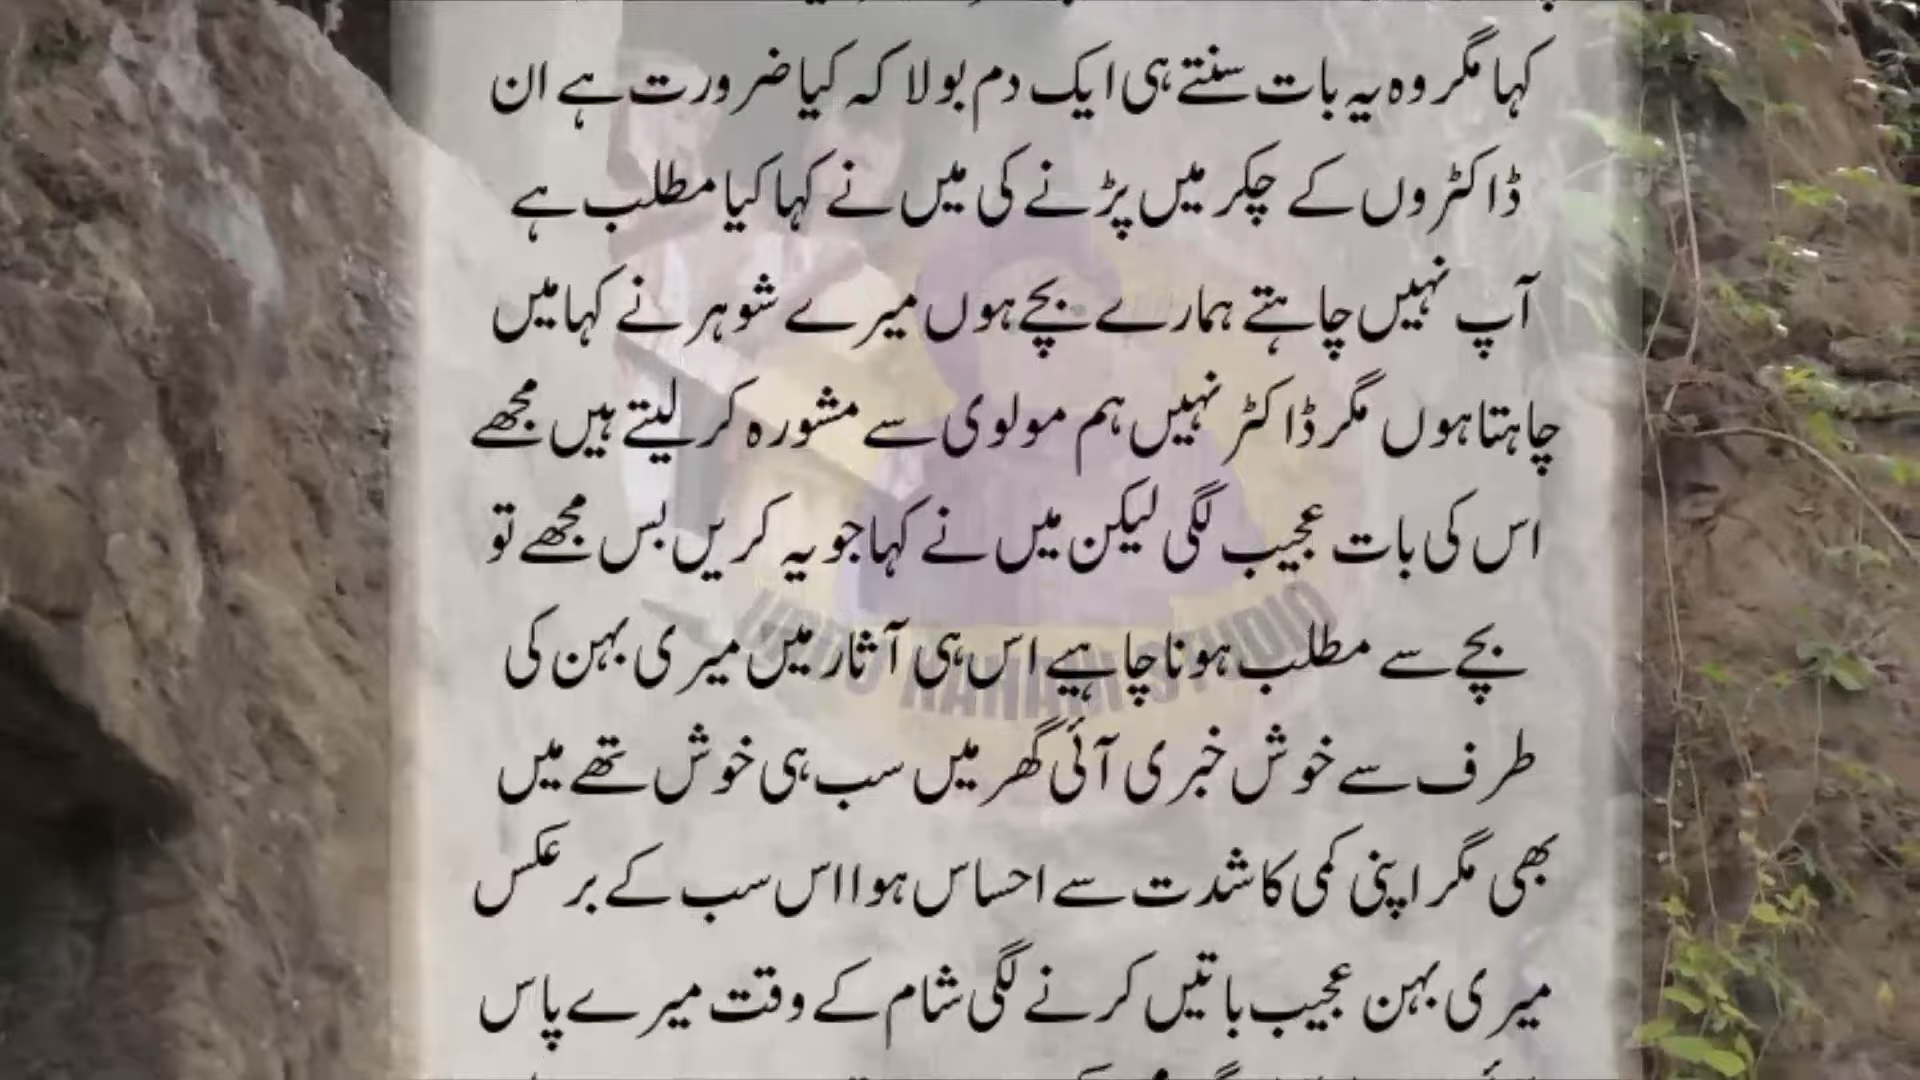 کہا مگر وہ یہ بات سنتے ہی ایک دم بولا کہ کیا ضرورت ہے ان
ڈاکٹروں کے چکر میں پڑنے کی میں نے کہا کیا مطلب ہے
آپ نہیں چاہتے ہمارے بچے ہوں میرے شوہر نے کہا میں
چاہتا ہوں مگر ڈاکٹر نہیں ہم مولوی سے مشورہ کر لیتے ہیں مجھے
اس کی بات عجیب لگی لیکن میں نے کہا جو یہ کریں بس مجھے تو
بچے سے مطلب ہونا چاہیے اس ہی آثار میں میری بہن کی
URDU KAHANI STUDIO
طرف سے خوش خبری آئی گھر میں سب ہی خوش تھے میں
بھی مگر اپنی کمی کا شدت سے احساس ہوا اس سب کے بر عکس
میری بہن عجیب باتیں کرنے لگی شام کے وقت میرے پاس